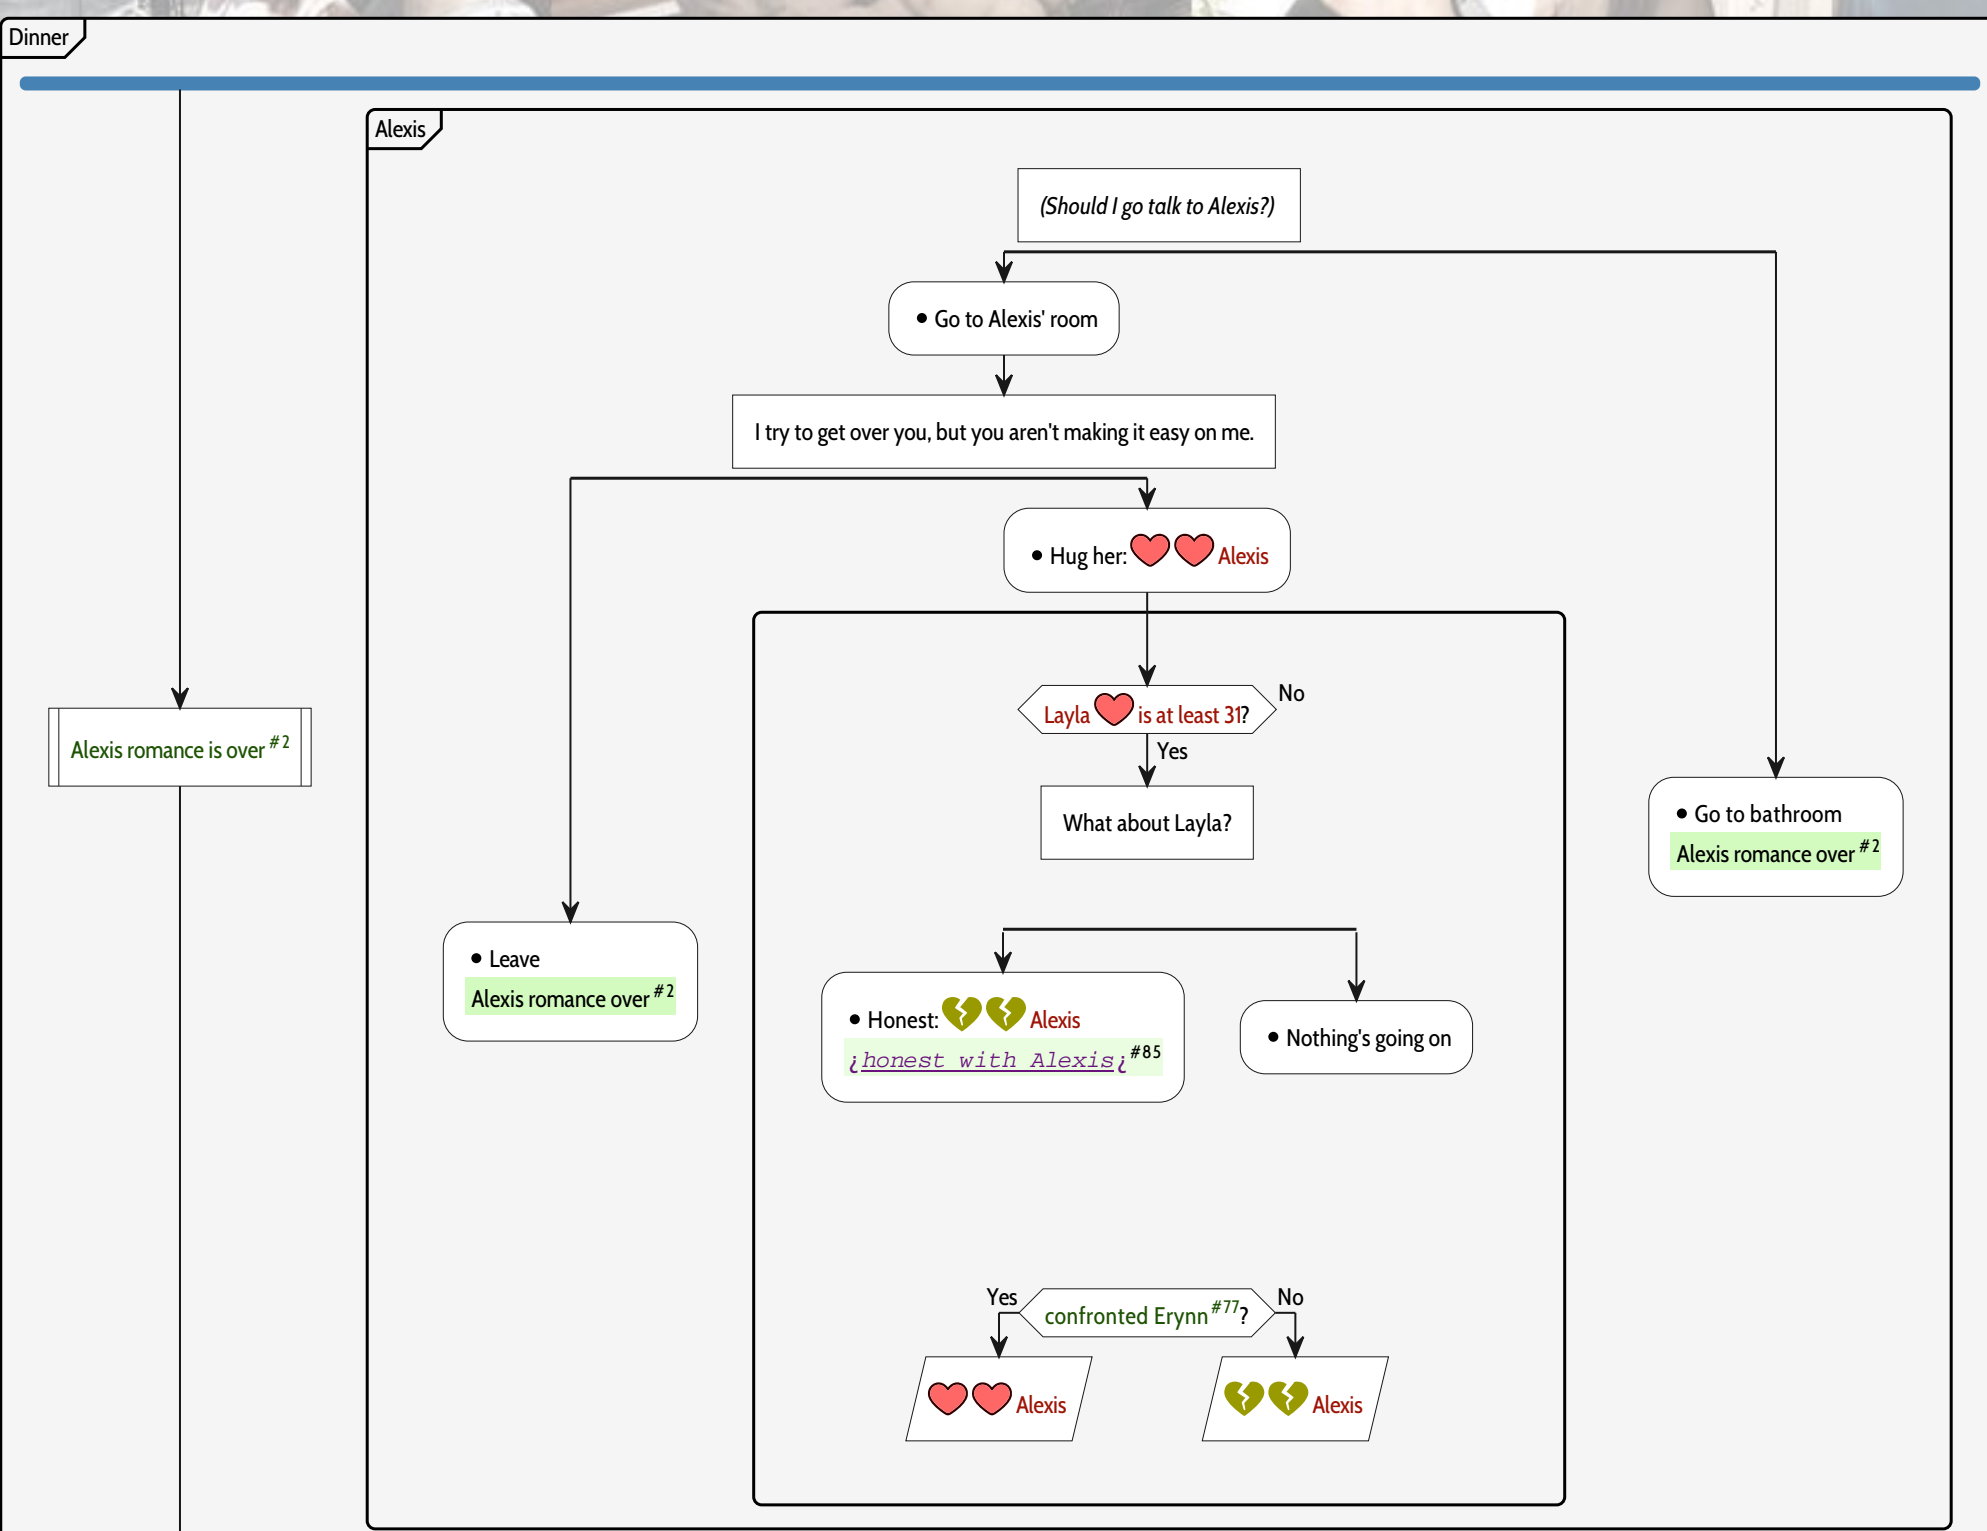 Dinner
Alexis
(Should I go talk to Alexis?)
• Go to Alexis' room
I try to get over you, but you aren't making it easy on me.
• Hug her: Alexis
Layla is at least 31?
No
Yes
Alexis romance is over #2
What about Layla?
• Go to bathroom
Alexis romance over #2
• Leave
Alexis romance over #2
• Honest: Alexis
¿honest with Alexis¿ #85
• Nothing's going on
Yes
confronted Erynn #77?
No
Alexis
Alexis